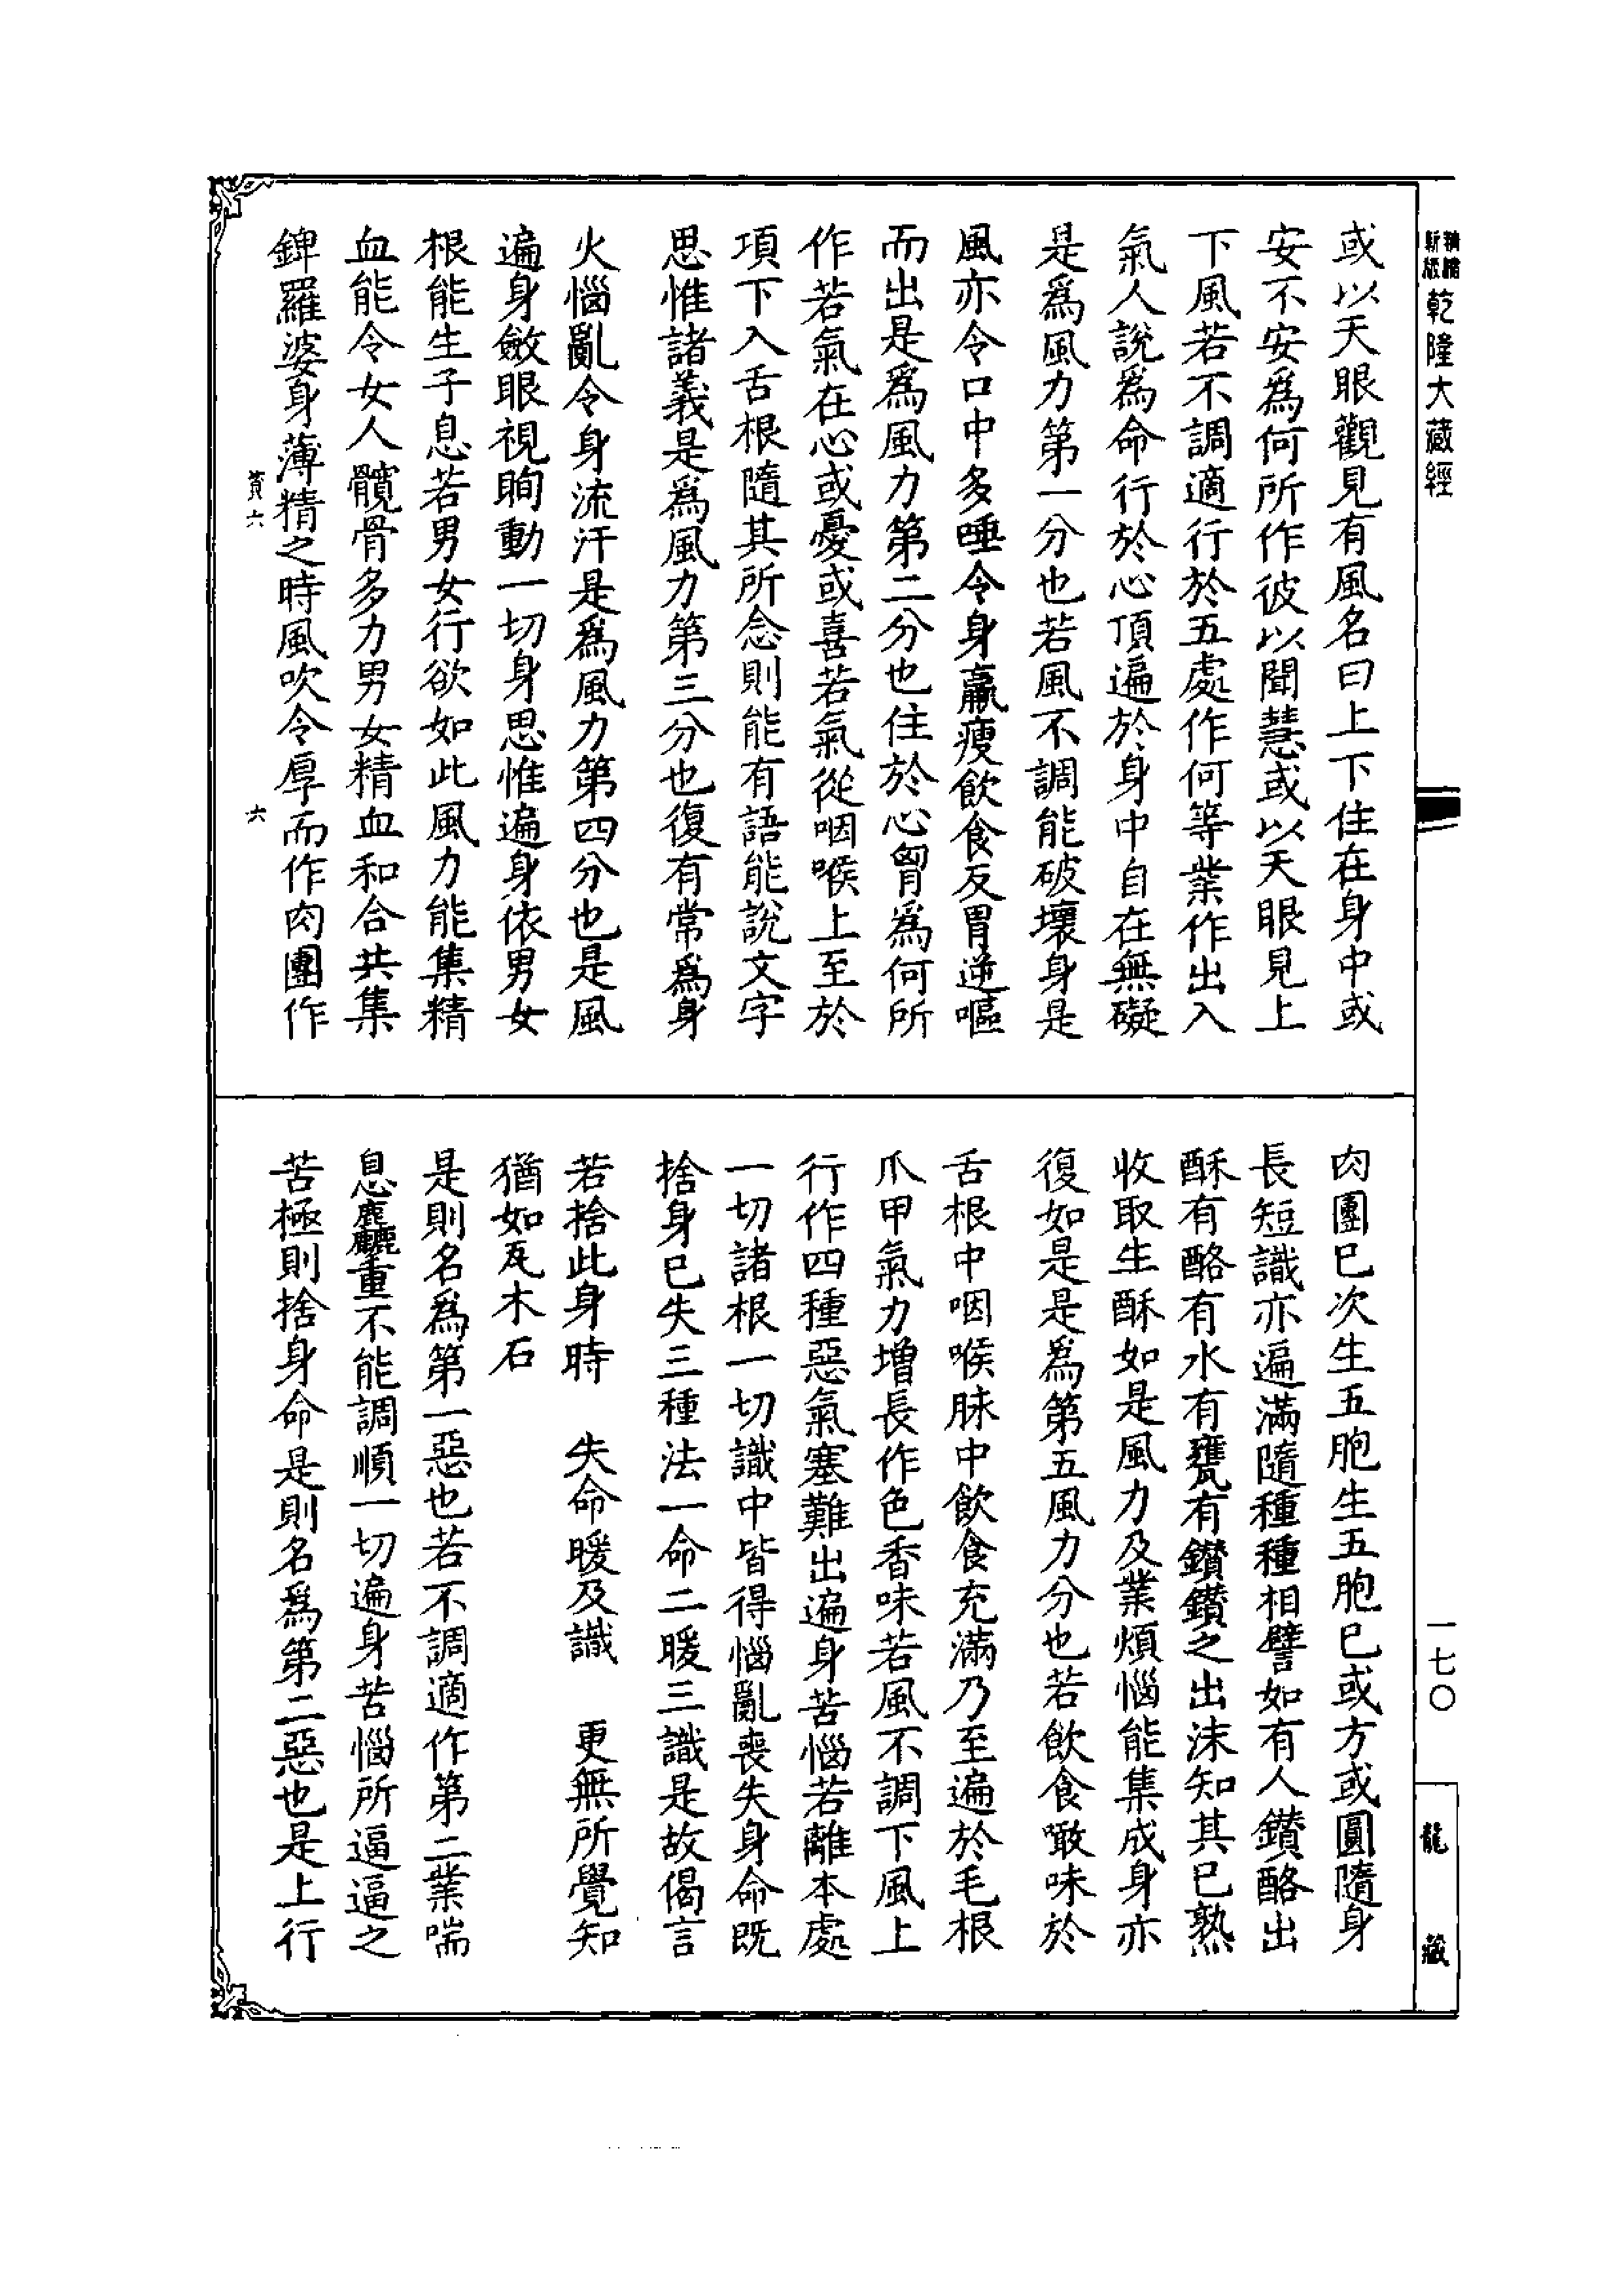 乾隆大藏經
或以天眼觀見有風名曰上下住在身中或
安不安爲何所作彼以聞慧或以天眼見上
下風若不調適行於五處作何等業作出入
氣人說爲命行於心頂遍於身中自在無礙
是爲風力第一分也若風不調能破壞身是
風亦令口中多唾令身羸瘦飲食反胃逆嘔
而出是爲風力第二分也住於心胷爲何所
作若氣在心或憂或喜若氣從咽喉上至於
項下入舌根隨其所念則能有語能說文字
思惟諸義是爲風力第三分也復有常爲身
火惱亂令身流汗是爲風力第四分也是風
遍身斂眼視眴動一切身思惟遍身依男女
根能生子息若男女行欲如此風力能集精
血能令女人髖骨多力男女精血和合共集
錍羅婆身薄精之時風吹令厚而作肉團作
六
肉團已次生五胞生五胞已或方或圓隨身
長短識亦遍滿隨種種相譬如有人鑽酪出
酥有酪有水有甕有鑽鑽之出沫知其已熟
收取生酥如是風力及業煩惱能集成身亦
復如是是爲第五風力分也若飲食噉味於
舌根中咽喉脉中飲食充滿乃至遍於毛根
爪甲氣力增長作色香味若風不調下風上
行作四種惡氣塞難出遍身苦惱若離本處
一切諸根一切識中皆得惱亂喪失身命既
捨身已失三種法一命二暖三識是故偈言
若捨此身時　失命暖及識　更無所覺知
猶如瓦木石
是則名爲第一惡也若不調適作第二業喘
息麤重不能調順一切遍身苦惱所逼逼之
苦極則捨身命是則名爲第二惡也是上行
一七〇
龍藏